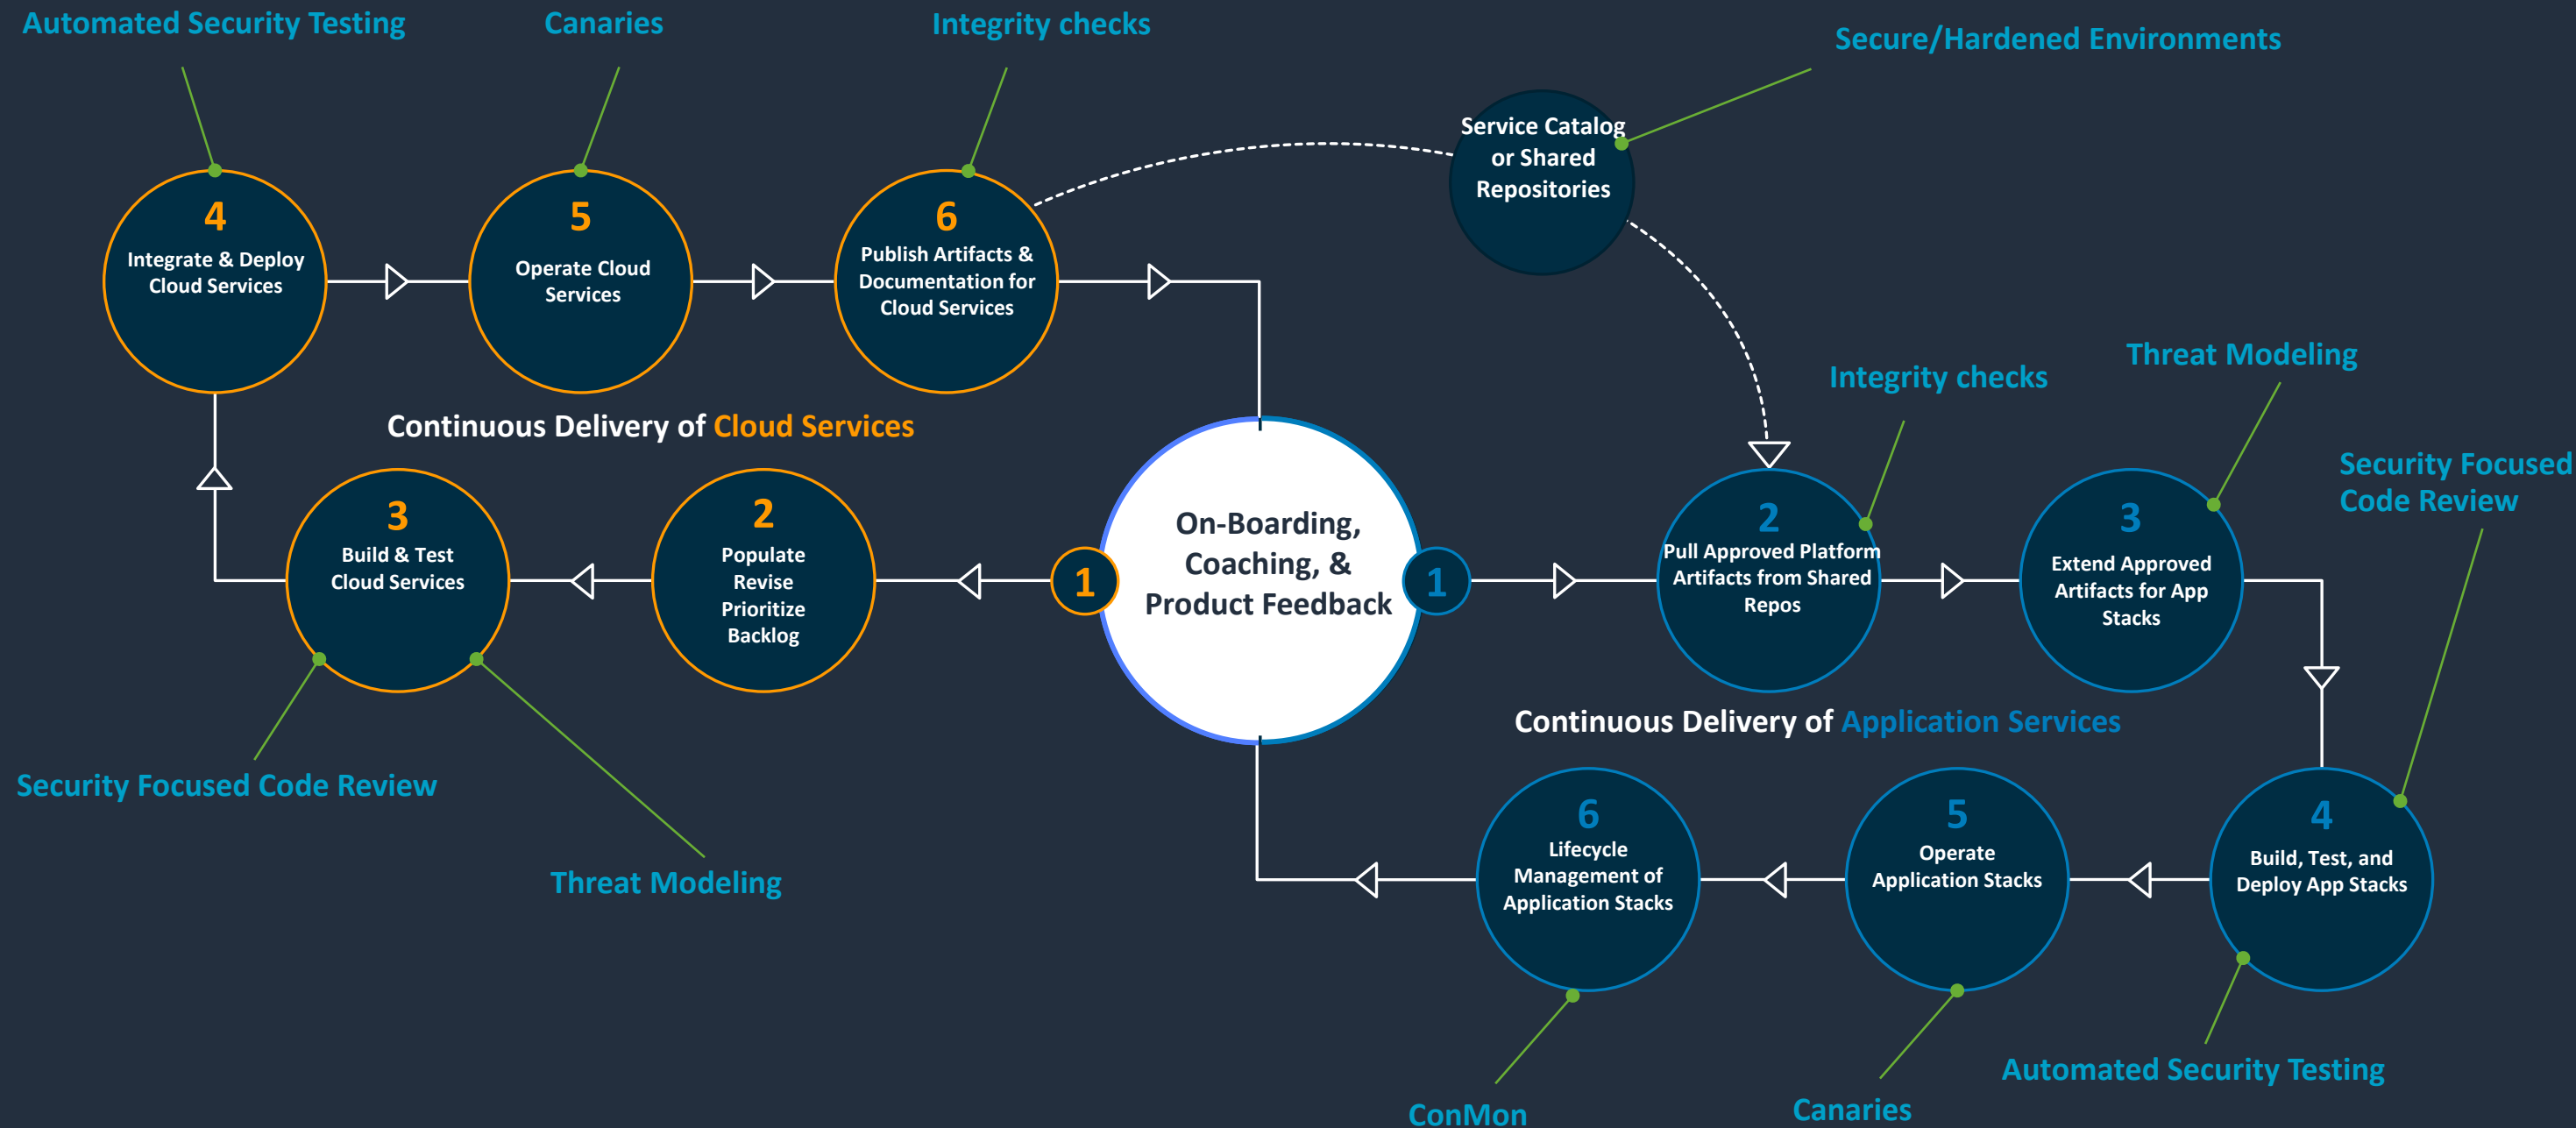 Automated Security Testing
Canaries
Integrity checks
Secure/Hardened Environments
Service Catalog
or Shared
Repositories
4
Integrate & Deploy
Cloud Services
5
Operate Cloud
Services
6
Publish Artifacts &
Documentation for
Cloud Services
Continuous Delivery of Cloud Services
3
Build & Test
Cloud Services
2
Populate
Revise
Prioritize
Backlog
1
On-Boarding,
Coaching, &
Product Feedback
1
Integrity checks
Threat Modeling
Security Focused
Code Review
2
Pull Approved Platform
Artifacts from Shared
Repos
3
Extend Approved
Artifacts for App
Stacks
Continuous Delivery of Application Services
Security Focused Code Review
Threat Modeling
6
Lifecycle
Management of
Application Stacks
5
Operate
Application Stacks
4
Build, Test, and
Deploy App Stacks
Automated Security Testing
Canaries
ConMon